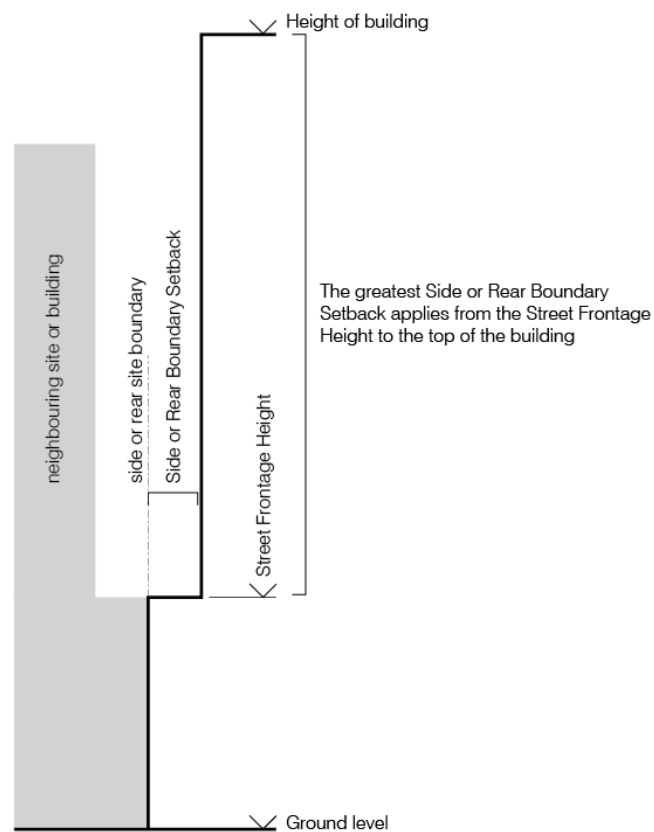 Height of building
neighbouring site or building
side or rear site boundary
Side or Rear Boundary Setback
Street Frontage Height
The greatest Side or Rear Boundary
Setback applies from the Street Frontage
Height to the top of the building
Ground level